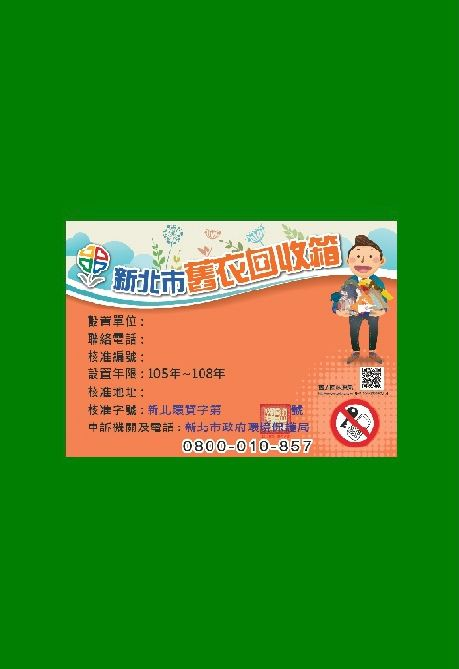 新北市舊衣回收箱
設置單位：
聯絡電話：
核准編號：
設置年限：105年~108年
核准地址：
核准字號：新北環資字第 號
申訴機關及電話：新北市政府環境保護局
0800-010-857